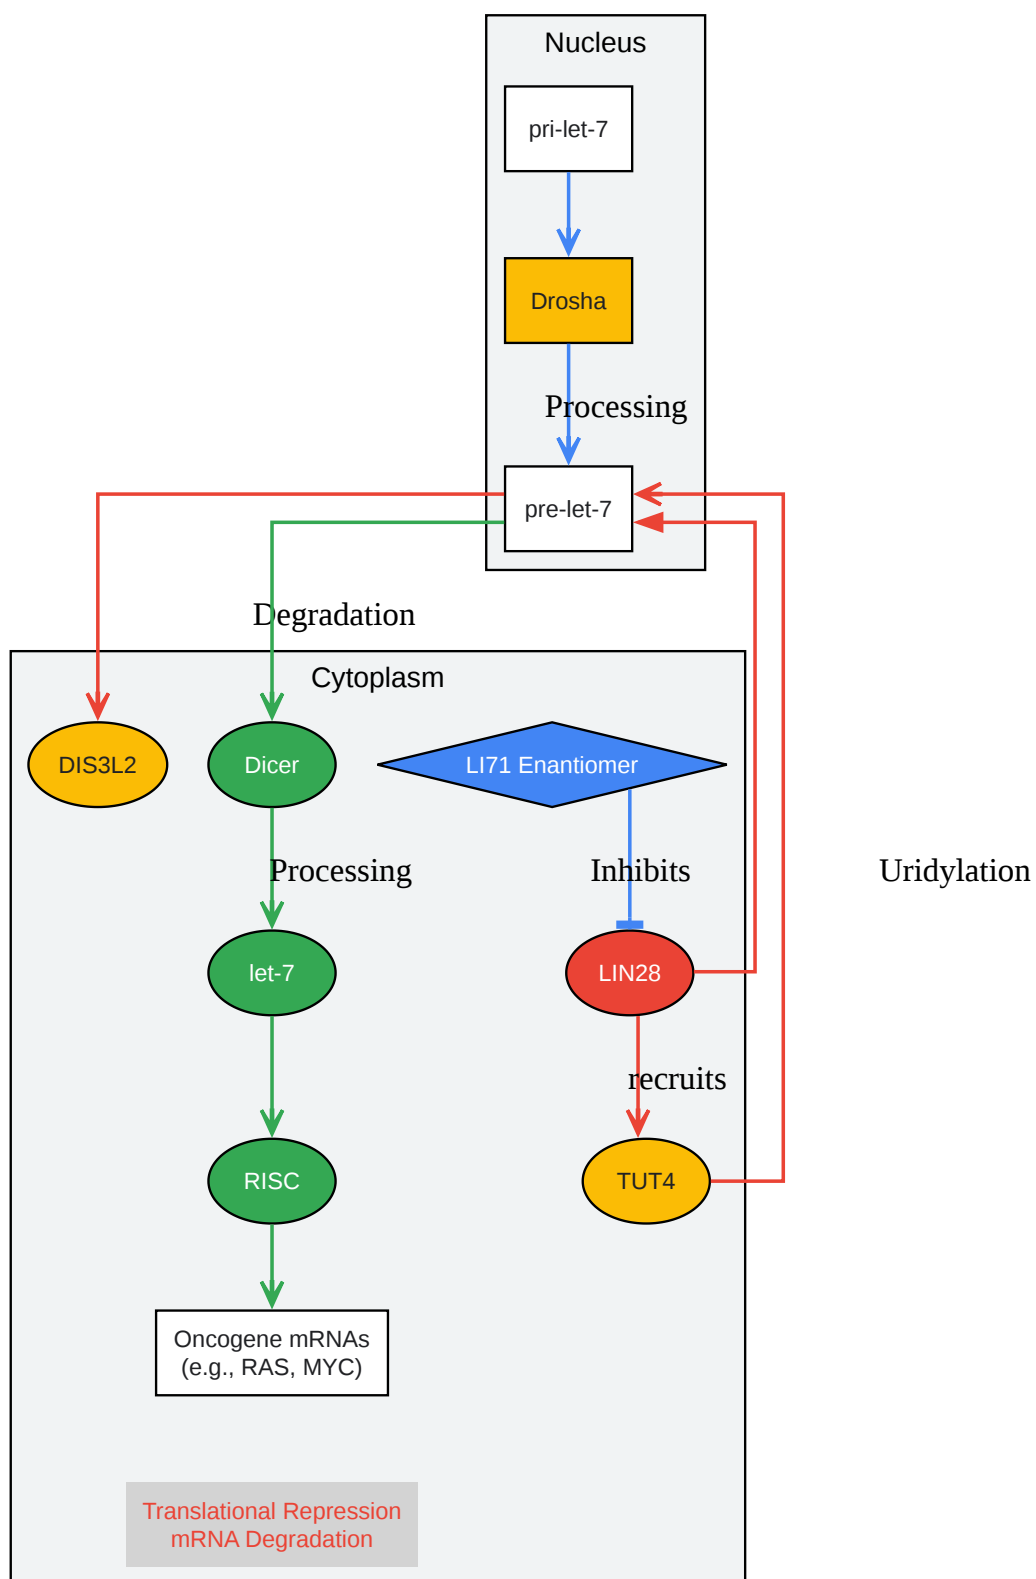 Nucleus
pri-let-7
Drosha
Processing
pre-let-7
Degradation
Cytoplasm
DIS3L2
Dicer
LI71 Enantiomer
Processing
Inhibits
Uridylation
let-7
LIN28
recruits
RISC
TUT4
Oncogene mRNAs
(e.g., RAS, MYC)
Translational Repression
mRNA Degradation